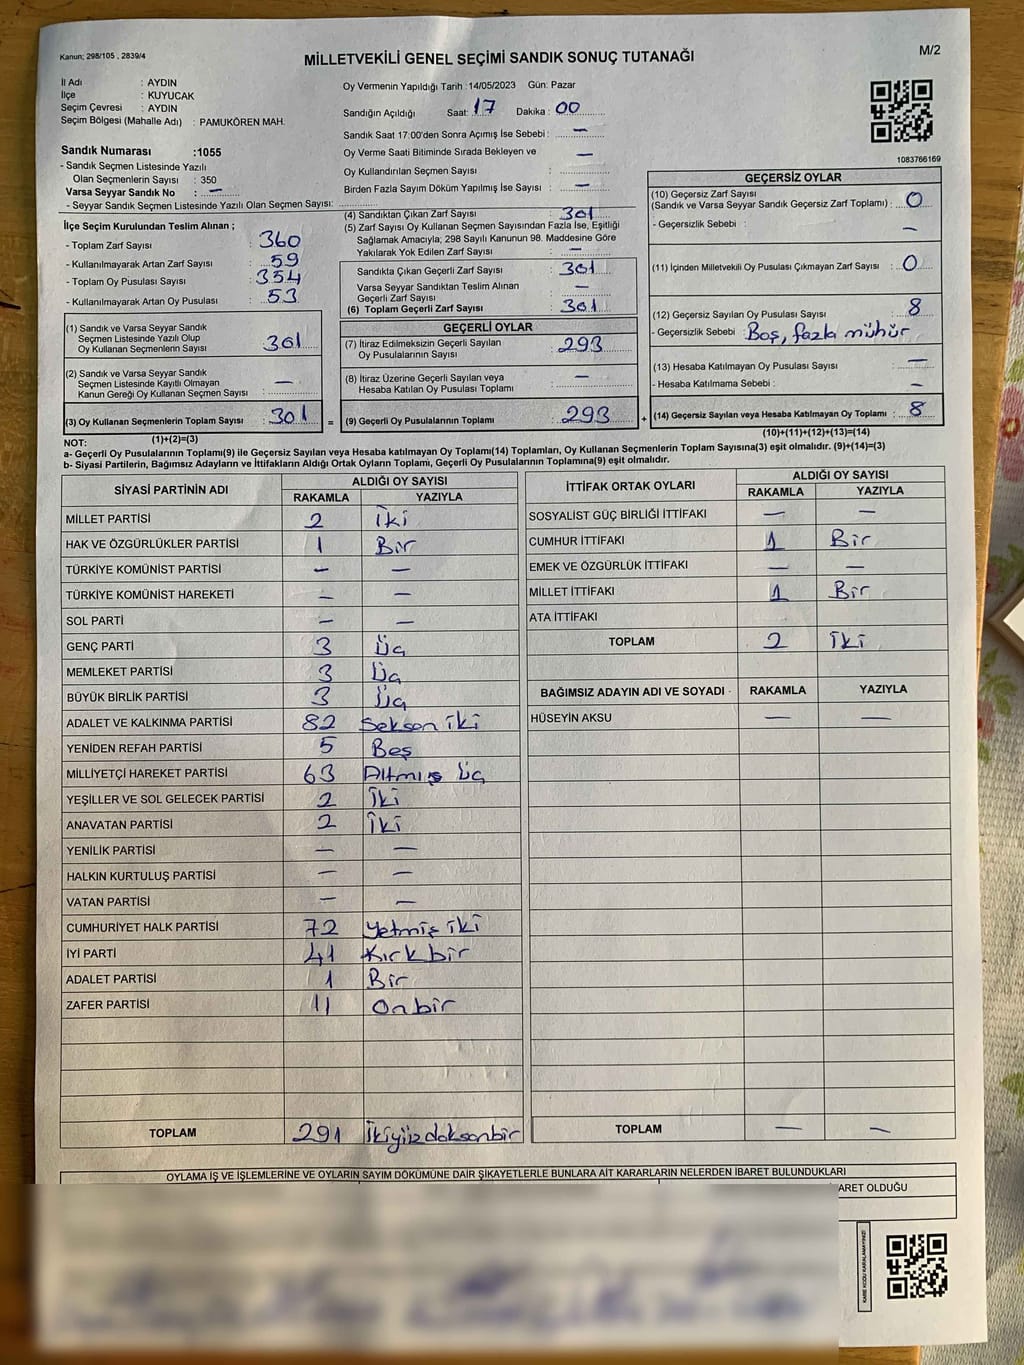 Kanun; 298/105 , 2839/4
MİLLETVEKİLİ GENEL SEÇİMİ SANDIK SONUÇ TUTANAĞI
M/2
İl Adı : AYDIN
İlçe : KUYUCAK
Seçim Çevresi : AYDIN
Seçim Bölgesi (Mahalle Adı) : PAMUKÖREN MAH.
Oy Vermenin Yapıldığı Tarih :14/05/2023 Gün: Pazar
Sandığın Açıldığı Saat: 17 Dakika : 00
Sandık Saat 17:00'den Sonra Açımış İse Sebebi : —
Oy Verme Saati Bitiminde Sırada Bekleyen ve
Oy Kullandırılan Seçmen Sayısı : —
Birden Fazla Sayım Döküm Yapılmış İse Sayısı : —
Sandık Numarası :1055
- Sandık Seçmen Listesinde Yazılı
Olan Seçmenlerin Sayısı : 350
Varsa Seyyar Sandık No : —
- Seyyar Sandık Seçmen Listesinde Yazılı Olan Seçmen Sayısı:
1083766169
İlçe Seçim Kurulundan Teslim Alınan ;
- Toplam Zarf Sayısı : 360
- Kullanılmayarak Artan Zarf Sayısı : 59
- Toplam Oy Pusulası Sayısı : 354
- Kullanılmayarak Artan Oy Pusulası : 53
(1) Sandık ve Varsa Seyyar Sandık
Seçmen Listesinde Yazılı Olup
Oy Kullanan Seçmenlerin Sayısı : 301
(2) Sandık ve Varsa Seyyar Sandık
Seçmen Listesinde Kayıtlı Olmayan
Kanun Gereği Oy Kullanan Seçmen Sayısı : —
(3) Oy Kullanan Seçmenlerin Toplam Sayısı : 301
(1)+(2)=(3)
(4) Sandıktan Çıkan Zarf Sayısı : 301
(5) Zarf Sayısı Oy Kullanan Seçmen Sayısından Fazla İse, Eşitliği
Sağlamak Amacıyla; 298 Sayılı Kanunun 98. Maddesine Göre
Yakılarak Yok Edilen Zarf Sayısı : —
Sandıkta Çıkan Geçerli Zarf Sayısı : 301
Varsa Seyyar Sandıktan Teslim Alınan
Geçerli Zarf Sayısı : —
(6) Toplam Geçerli Zarf Sayısı : 301
GEÇERLİ OYLAR
(7) İtiraz Edilmeksizin Geçerli Sayılan
Oy Pusulalarının Sayısı : 293
(8) İtiraz Üzerine Geçerli Sayılan veya
Hesaba Katılan Oy Pusulası Toplamı : —
= (9) Geçerli Oy Pusulalarının Toplamı : 293
GEÇERSİZ OYLAR
(10) Geçersiz Zarf Sayısı
(Sandık ve Varsa Seyyar Sandık Geçersiz Zarf Toplamı) : 0
- Geçersizlik Sebebi : —
(11) İçinden Milletvekili Oy Pusulası Çıkmayan Zarf Sayısı : 0
(12) Geçersiz Sayılan Oy Pusulası Sayısı : 8
- Geçersizlik Sebebi : Boş, fazla mühür
(13) Hesaba Katılmayan Oy Pusulası Sayısı : —
- Hesaba Katılmama Sebebi : —
+ (14) Geçersiz Sayılan veya Hesaba Katılmayan Oy Toplamı : 8
(10)+(11)+(12)+(13)=(14)
NOT:
a- Geçerli Oy Pusulalarının Toplamı(9) ile Geçersiz Sayılan veya Hesaba katılmayan Oy Toplamı(14) Toplamları, Oy Kullanan Seçmenlerin Toplam Sayısına(3) eşit olmalıdır. (9)+(14)=(3)
b- Siyasi Partilerin, Bağımsız Adayların ve İttifakların Aldığı Ortak Oyların Toplamı, Geçerli Oy Pusulalarının Toplamına(9) eşit olmalıdır.
SİYASİ PARTİNİN ADI ALDIĞI OY SAYISI
RAKAMLA YAZIYLA
MİLLET PARTİSİ 2 İki
HAK VE ÖZGÜRLÜKLER PARTİSİ 1 Bir
TÜRKİYE KOMÜNİST PARTİSİ — —
TÜRKİYE KOMÜNİST HAREKETİ — —
SOL PARTİ — —
GENÇ PARTİ 3 Üç
MEMLEKET PARTİSİ 3 Üç
BÜYÜK BİRLİK PARTİSİ 3 Üç
ADALET VE KALKINMA PARTİSİ 82 Seksen iki
YENİDEN REFAH PARTİSİ 5 Beş
MİLLİYETÇİ HAREKET PARTİSİ 63 Altmış üç
YEŞİLLER VE SOL GELECEK PARTİSİ 2 İki
ANAVATAN PARTİSİ 2 İki
YENİLİK PARTİSİ — —
HALKIN KURTULUŞ PARTİSİ — —
VATAN PARTİSİ — —
CUMHURİYET HALK PARTİSİ 72 Yetmiş iki
İYİ PARTİ 41 Kırk bir
ADALET PARTİSİ 1 Bir
ZAFER PARTİSİ 11 Onbir
TOPLAM 291 İkiyüz doksanbir
İTTİFAK ORTAK OYLARI ALDIĞI OY SAYISI
RAKAMLA YAZIYLA
SOSYALİST GÜÇ BİRLİĞİ İTTİFAKI — —
CUMHUR İTTİFAKI 1 Bir
EMEK VE ÖZGÜRLÜK İTTİFAKI — —
MİLLET İTTİFAKI 1 Bir
ATA İTTİFAKI
TOPLAM 2 İki
BAĞIMSIZ ADAYIN ADI VE SOYADI RAKAMLA YAZIYLA
HÜSEYİN AKSU — —
TOPLAM — —
OYLAMA İŞ VE İŞLEMLERİNE VE OYLARIN SAYIM DÖKÜMÜNE DAİR ŞİKAYETLERLE BUNLARA AİT KARARLARIN NELERDEN İBARET BULUNDUKLARI
ARET OLDUĞU
KARE KODU KARALAMAYINIZ!